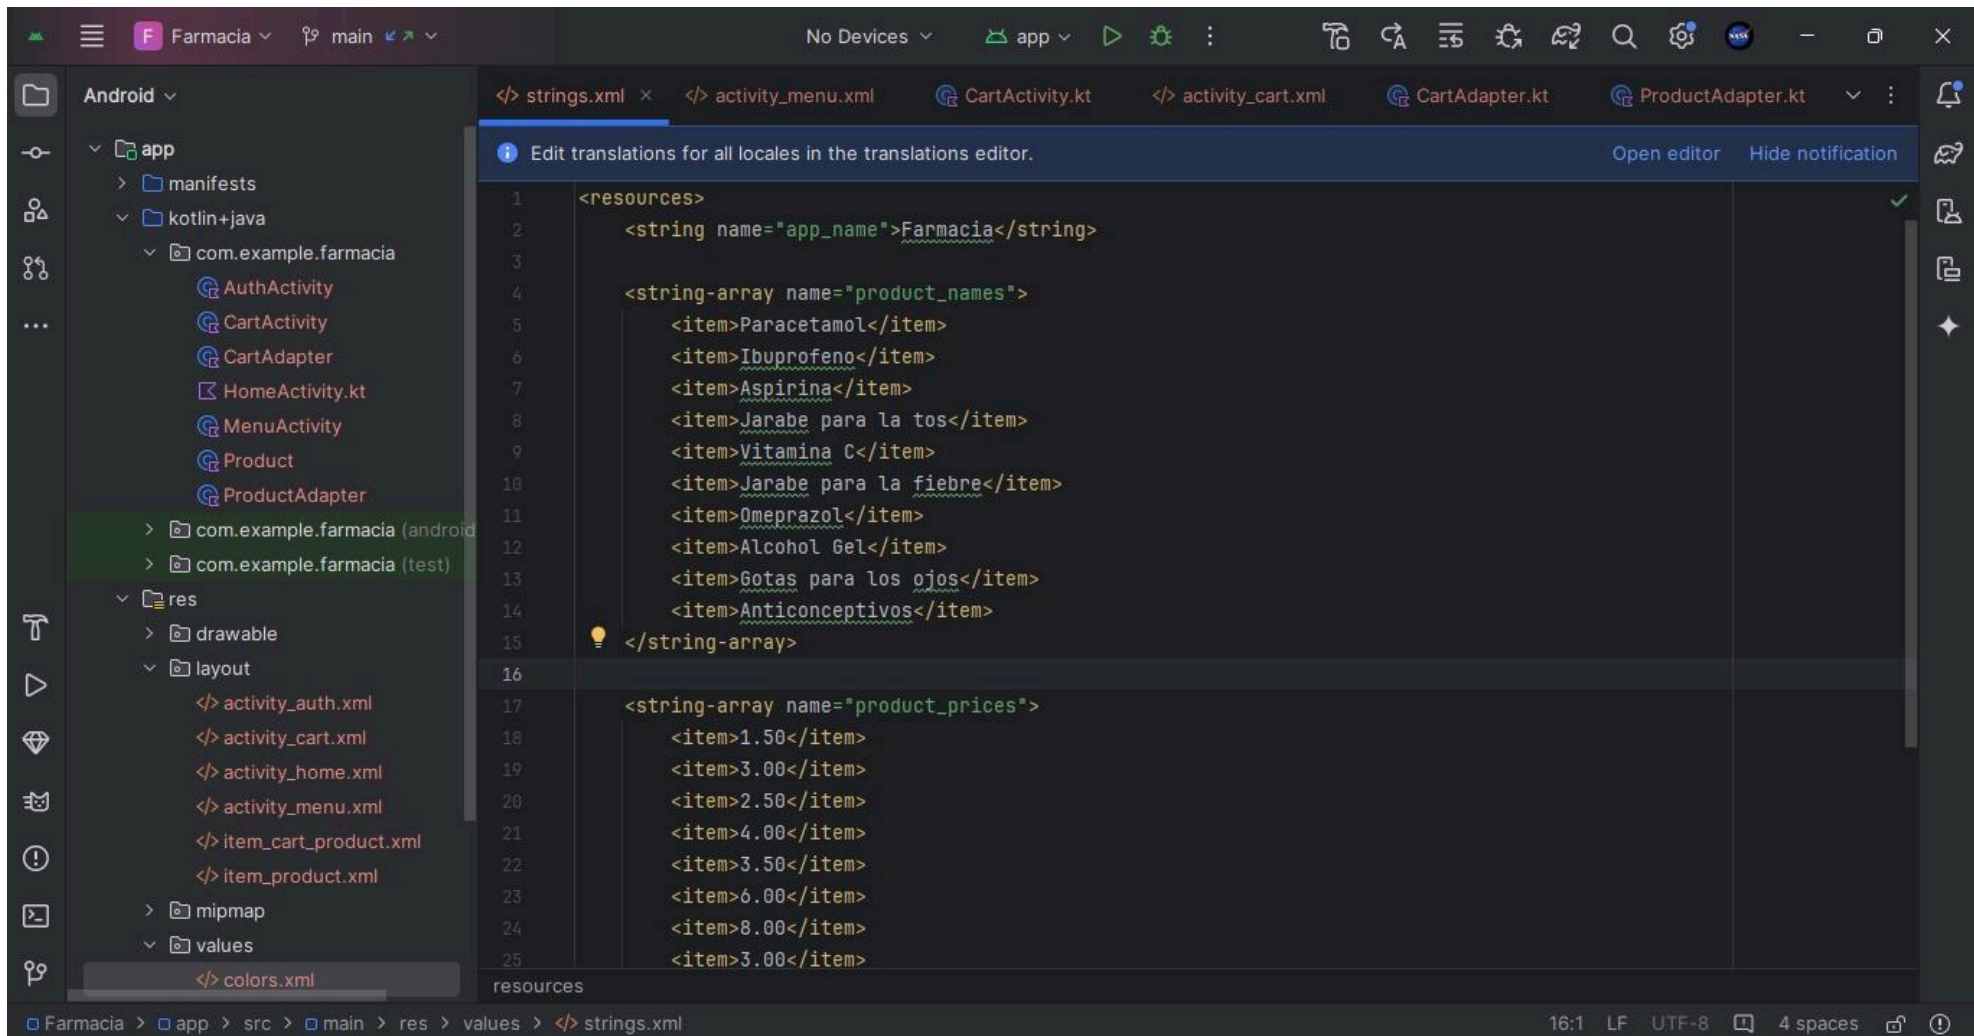 F Farmacia main No Devices app
Android
app
manifests
kotlin+java
com.example.farmacia
AuthActivity
CartActivity
CartAdapter
HomeActivity.kt
MenuActivity
Product
ProductAdapter
com.example.farmacia (android
com.example.farmacia (test)
res
drawable
layout
</> activity_auth.xml
</> activity_cart.xml
</> activity_home.xml
</> activity_menu.xml
</> item_cart_product.xml
</> item_product.xml
mipmap
values
</> colors.xml
</> strings.xml </> activity_menu.xml CartActivity.kt </> activity_cart.xml CartAdapter.kt ProductAdapter.kt
Edit translations for all locales in the translations editor. Open editor Hide notification
1 <resources>
2 <string name="app_name">Farmacia</string>
3
4 <string-array name="product_names">
5 <item>Paracetamol</item>
6 <item>Ibuprofeno</item>
7 <item>Aspirina</item>
8 <item>Jarabe para la tos</item>
9 <item>Vitamina C</item>
10 <item>Jarabe para la fiebre</item>
11 <item>Omeprazol</item>
12 <item>Alcohol Gel</item>
13 <item>Gotas para los ojos</item>
14 <item>Anticonceptivos</item>
15 </string-array>
16
17 <string-array name="product_prices">
18 <item>1.50</item>
19 <item>3.00</item>
20 <item>2.50</item>
21 <item>4.00</item>
22 <item>3.50</item>
23 <item>6.00</item>
24 <item>8.00</item>
25 <item>3.00</item>
resources
Farmacia > app > src > main > res > values > </> strings.xml 16:1 LF UTF-8 4 spaces